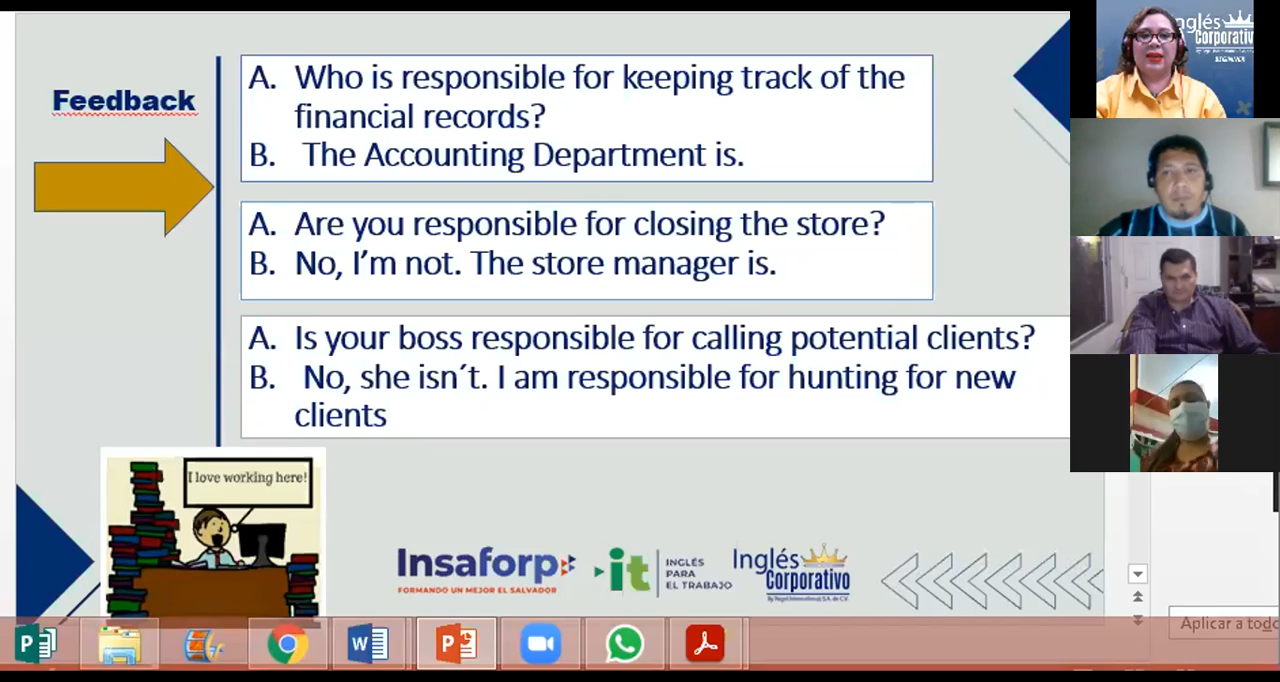 Feedback
A. Who is responsible for keeping track of the
financial records?
B. The Accounting Department is.
A. Are you responsible for closing the store?
B. No, I'm not. The store manager is.
A. Is your boss responsible for calling potential clients?
B. No, she isn´t. I am responsible for hunting for new
clients
I love working here!
Insaforp
FORMANDO UN MEJOR EL SALVADOR
it
INGLÉS
PARA
EL TRABAJO
Inglés
Corporativo
Inglés
Corporativo
Aplicar a todo